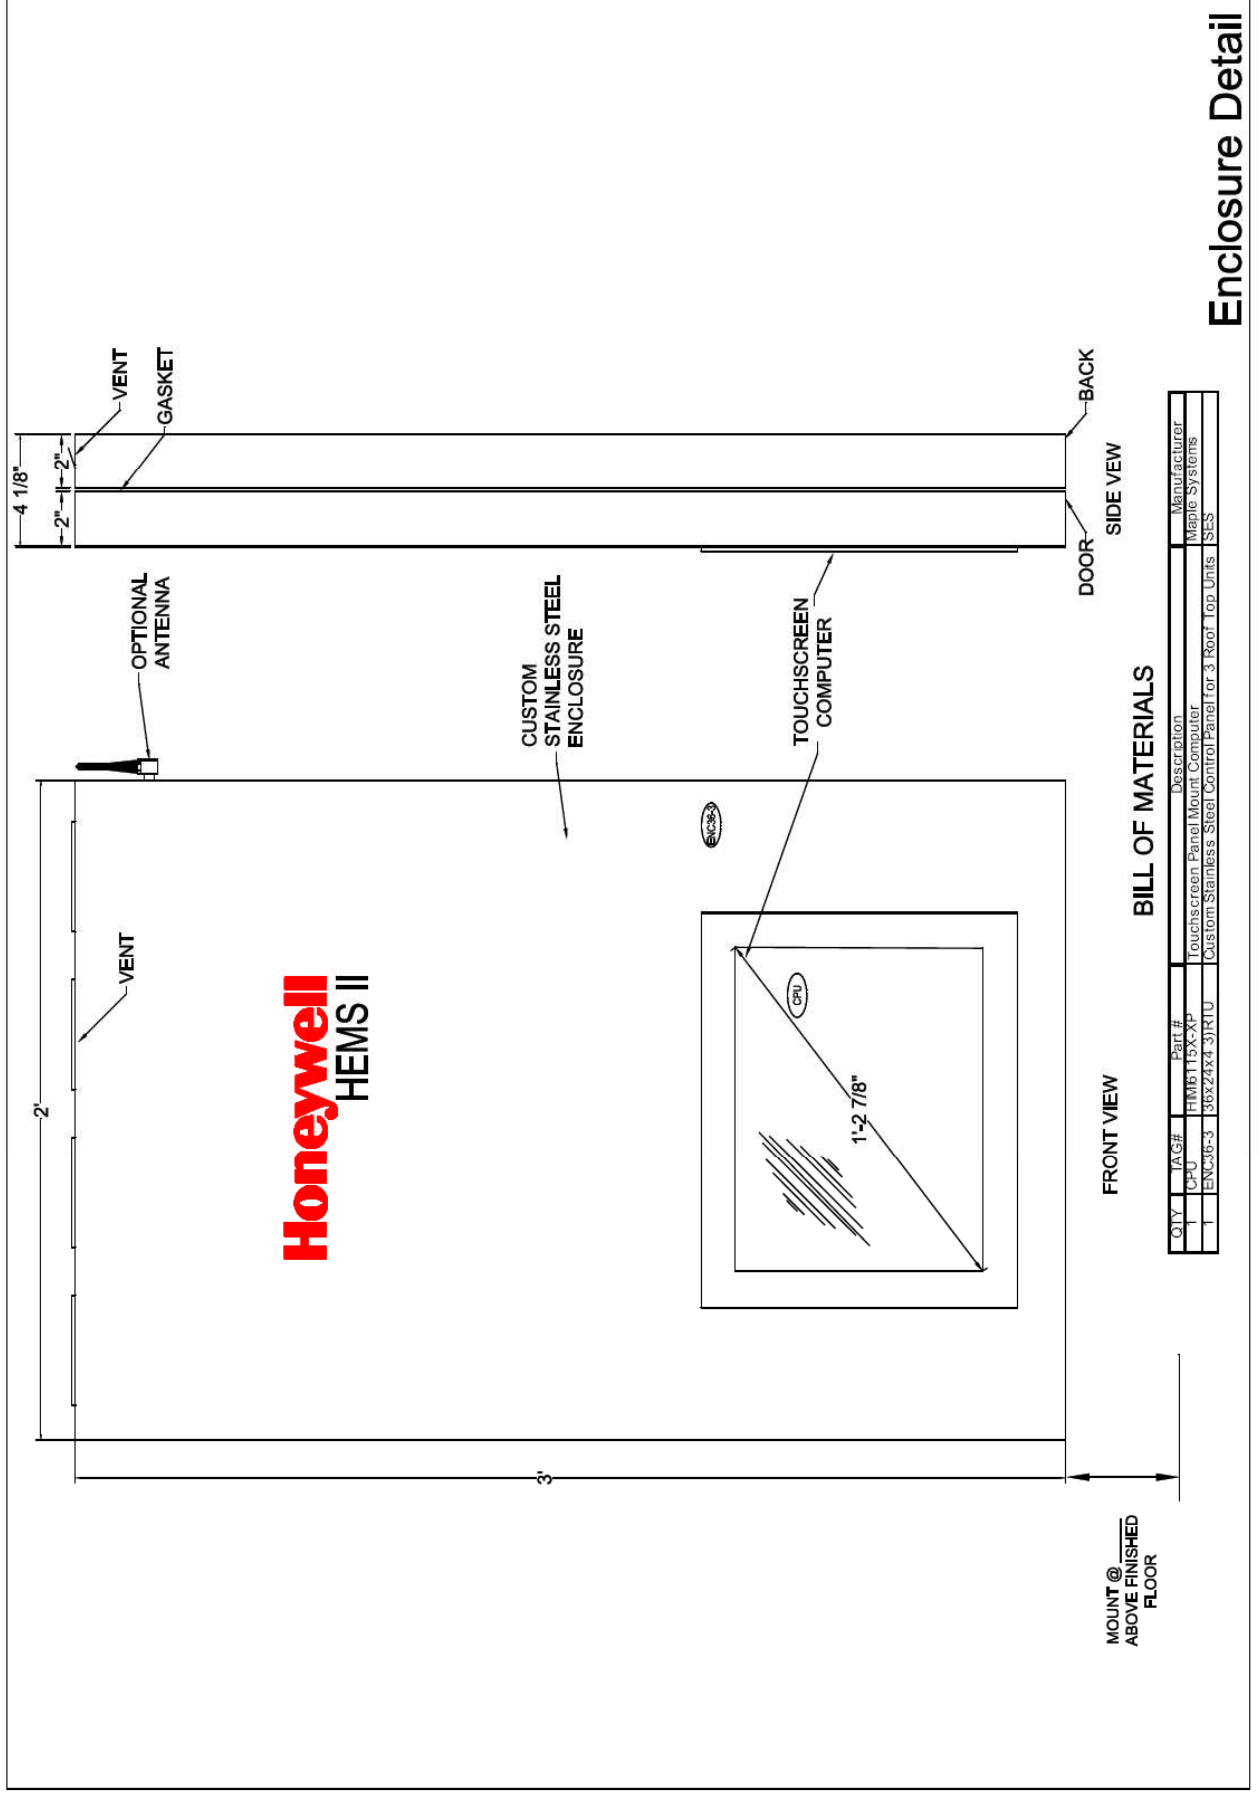 2'
VENT
OPTIONAL
ANTENNA
4 1/8"
2"
2"
VENT
GASKET
Honeywell
HEMS II
3'
CUSTOM
STAINLESS STEEL
ENCLOSURE
ENC36-3
CPU
1'-2 7/8"
TOUCHSCREEN
COMPUTER
DOOR
BACK
MOUNT @ ____
ABOVE FINISHED
FLOOR
FRONT VIEW
SIDE VEW
BILL OF MATERIALS
QTY TAG# Part # Description Manufacturer
1 CPU HMI6115X-XP Touchscreen Panel Mount Computer Maple Systems
1 ENC36-3 36x24x4 3)RTU Custom Stainless Steel Control Panel for 3 Roof Top Units SES
Enclosure Detail